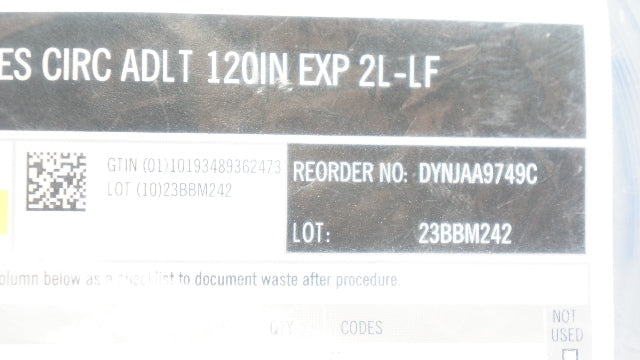 ES CIRC ADLT 120IN EXP 2L-LF
GTIN (01)10193489362473
LOT (10)23BBM242
REORDER NO: DYNJAA9749C
LOT: 23BBM242
olumn below as a checklist to document waste after procedure.
QTY CODES
NOT
USED